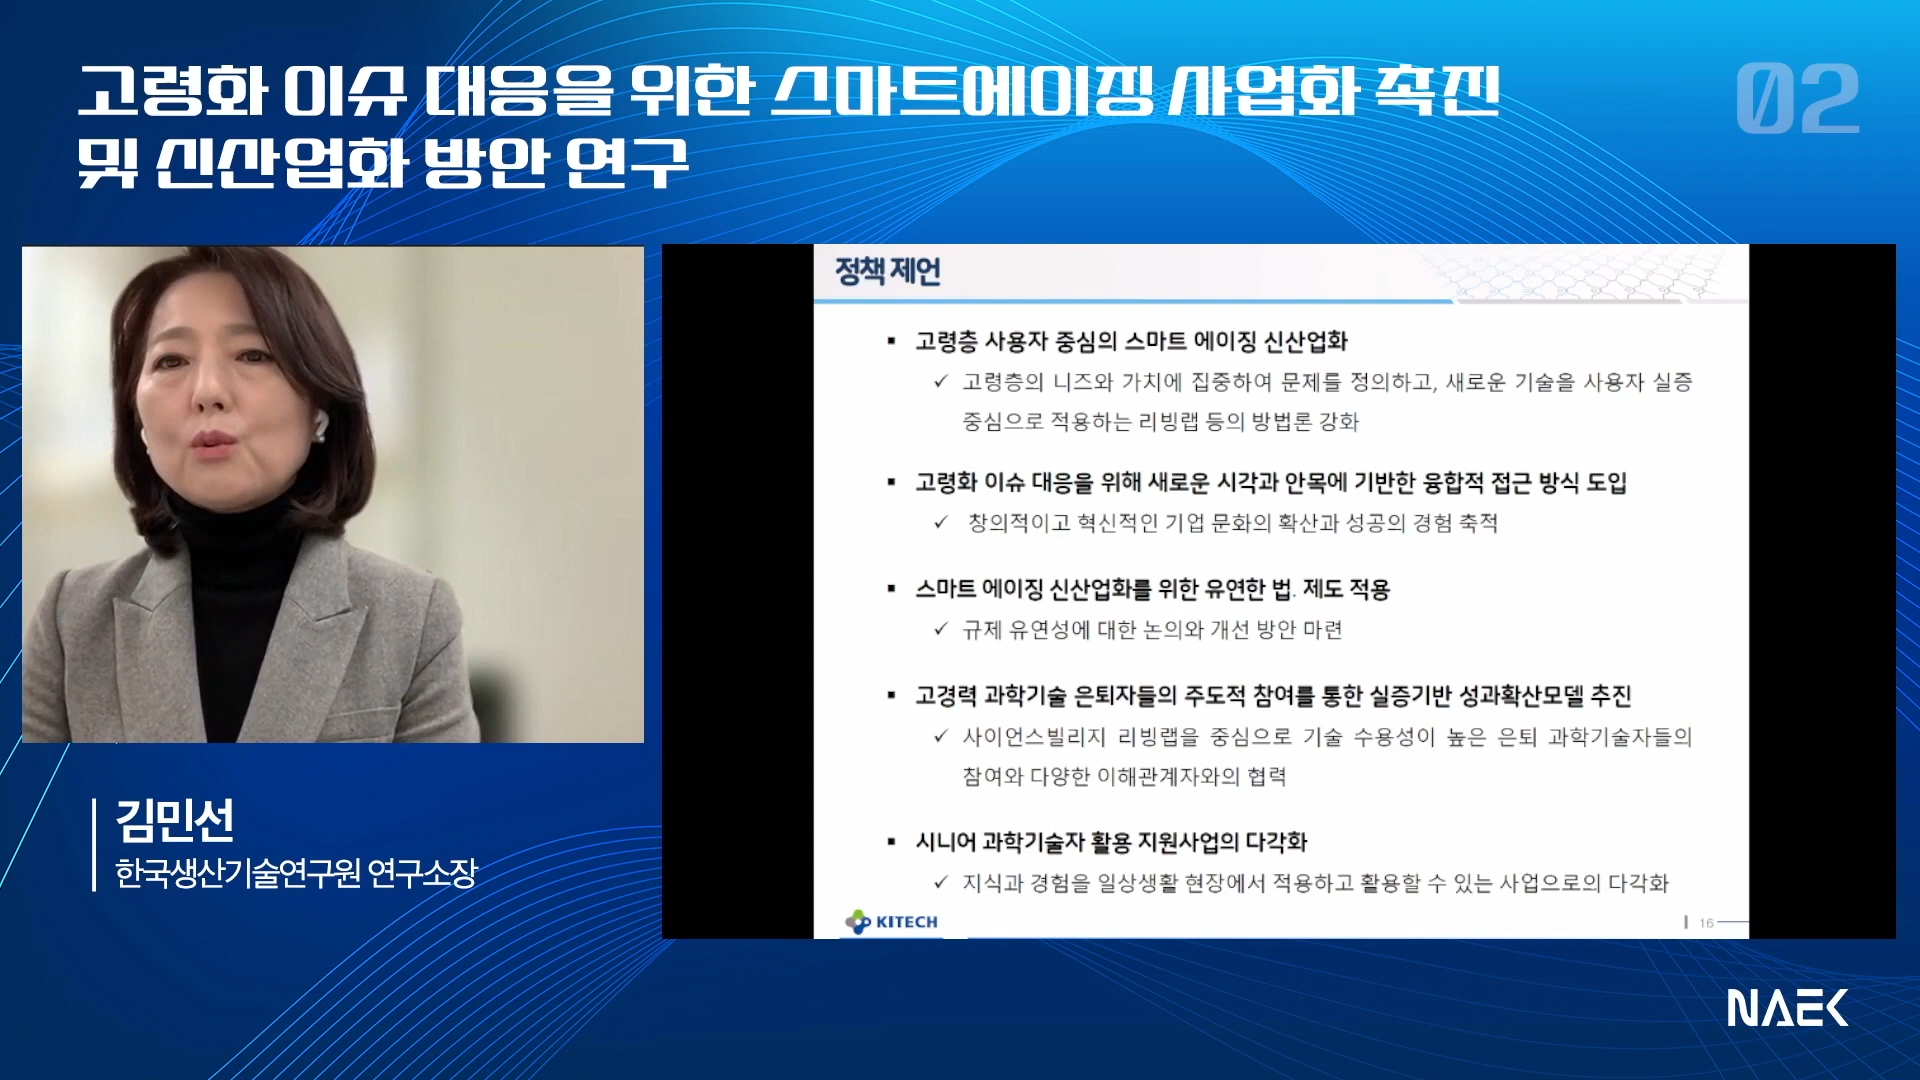 고령화 이슈 대응을 위한 스마트에이징 사업화 촉진
및 신산업화 방안 연구
02
정책 제언
▪ 고령층 사용자 중심의 스마트 에이징 신산업화
✓ 고령층의 니즈와 가치에 집중하여 문제를 정의하고, 새로운 기술을 사용자 실증
중심으로 적용하는 리빙랩 등의 방법론 강화
▪ 고령화 이슈 대응을 위해 새로운 시각과 안목에 기반한 융합적 접근 방식 도입
✓ 창의적이고 혁신적인 기업 문화의 확산과 성공의 경험 축적
▪ 스마트 에이징 신산업화를 위한 유연한 법. 제도 적용
✓ 규제 유연성에 대한 논의와 개선 방안 마련
▪ 고경력 과학기술 은퇴자들의 주도적 참여를 통한 실증기반 성과확산모델 추진
✓ 사이언스빌리지 리빙랩을 중심으로 기술 수용성이 높은 은퇴 과학기술자들의
참여와 다양한 이해관계자와의 협력
▪ 시니어 과학기술자 활용 지원사업의 다각화
✓ 지식과 경험을 일상생활 현장에서 적용하고 활용할 수 있는 사업으로의 다각화
KITECH
16
김민선
한국생산기술연구원 연구소장
NAEK